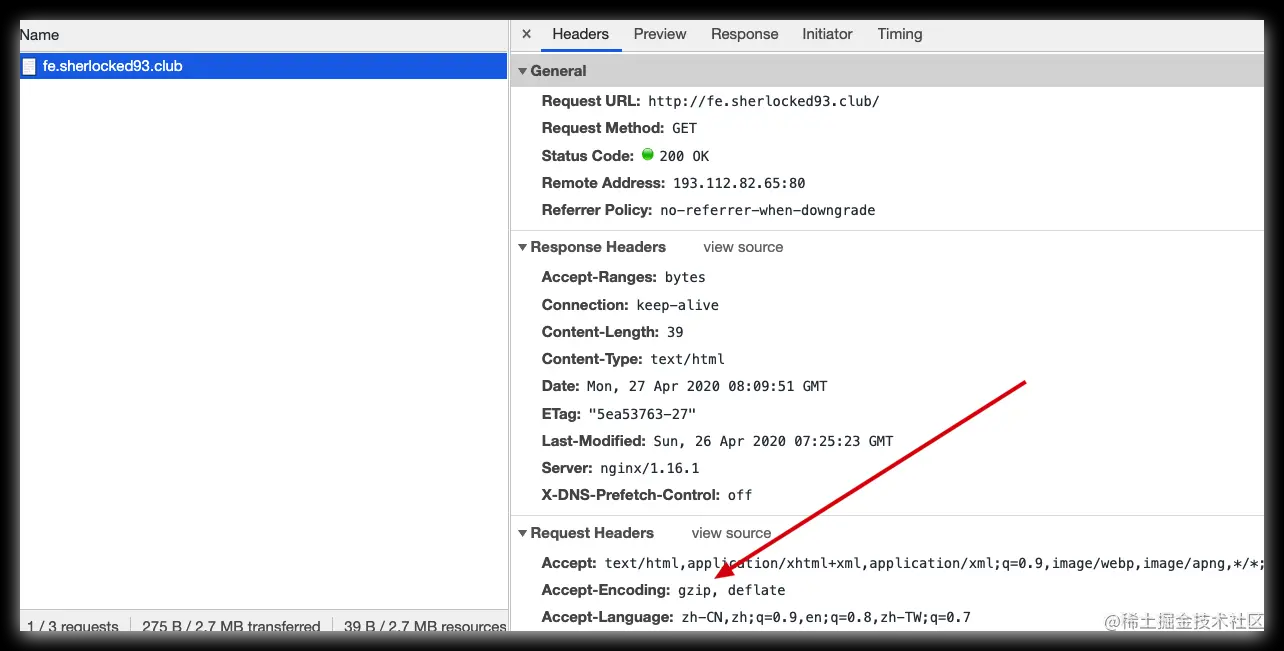 Name
× Headers Preview Response Initiator Timing
fe.sherlocked93.club
General
Request URL: http://fe.sherlocked93.club/
Request Method: GET
Status Code: 200 OK
Remote Address: 193.112.82.65:80
Referrer Policy: no-referrer-when-downgrade
Response Headers view source
Accept-Ranges: bytes
Connection: keep-alive
Content-Length: 39
Content-Type: text/html
Date: Mon, 27 Apr 2020 08:09:51 GMT
ETag: "5ea53763-27"
Last-Modified: Sun, 26 Apr 2020 07:25:23 GMT
Server: nginx/1.16.1
X-DNS-Prefetch-Control: off
Request Headers view source
Accept: text/html,application/xhtml+xml,application/xml;q=0.9,image/webp,image/apng,*/*;
Accept-Encoding: gzip, deflate
Accept-Language: zh-CN,zh;q=0.9,en;q=0.8,zh-TW;q=0.7
1 / 3 requests 275 B / 2.7 MB transferred 39 B / 2.7 MB resources
@稀土掘金技术社区